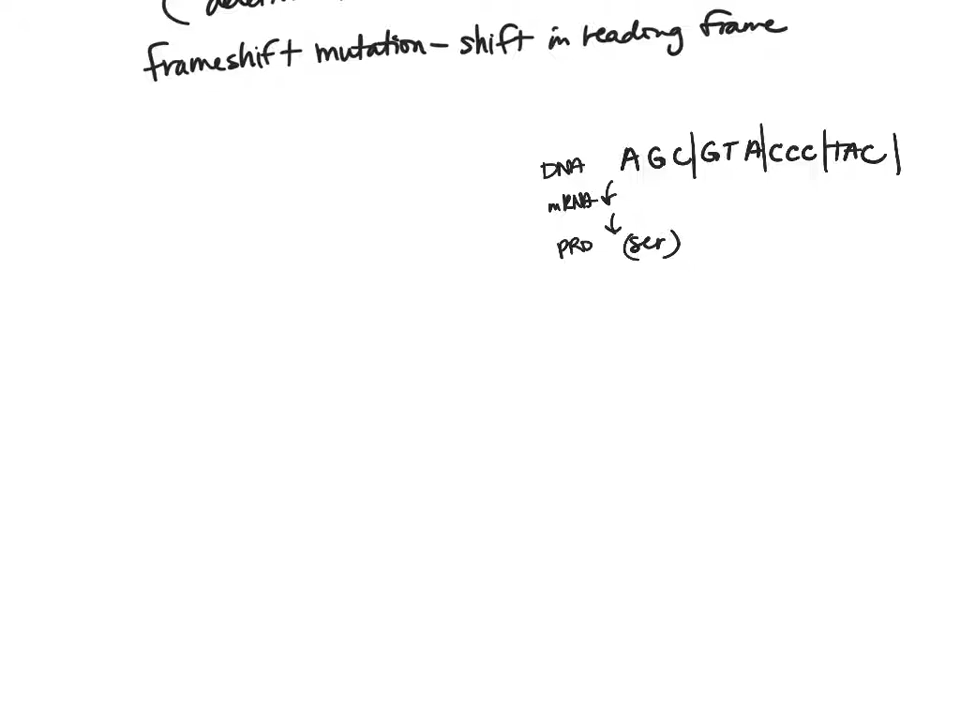 frameshift mutation - shift in reading frame
DNA AGC|GTA|CCC|TAC|
mRNA ↓
↓
PRO (ser)